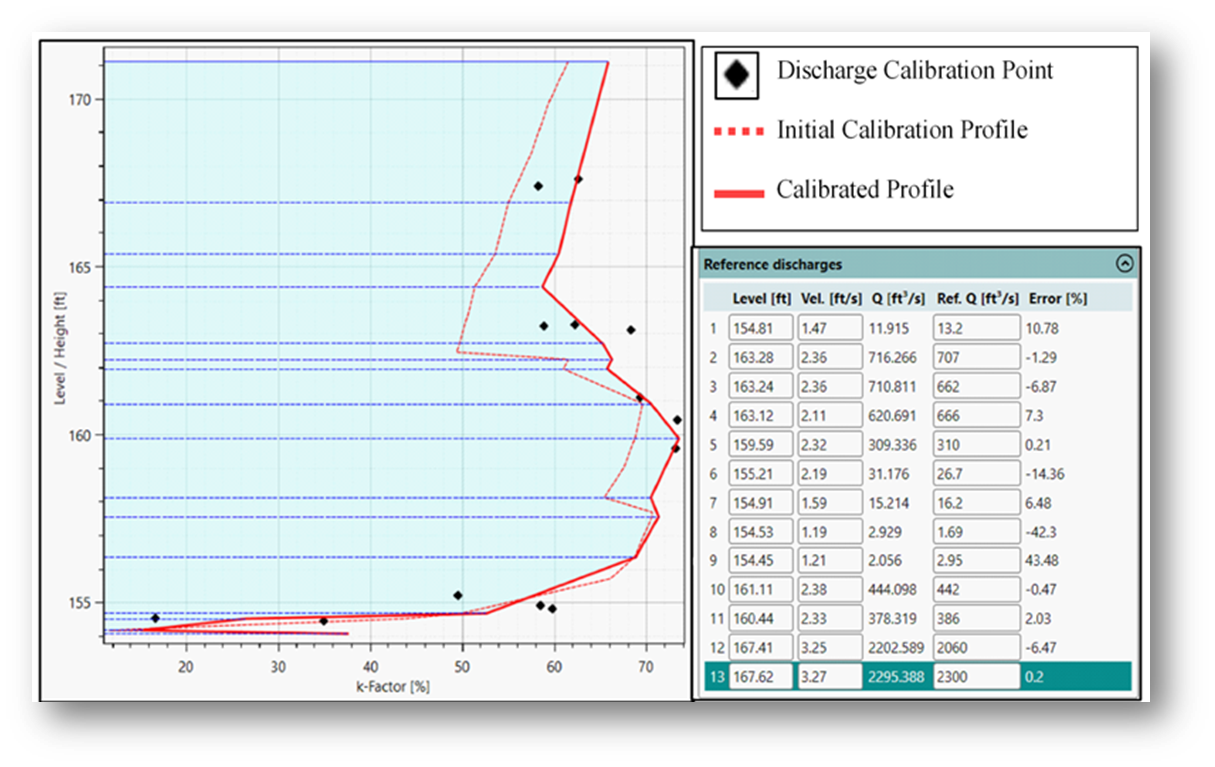 170
165
160
155
Level / Height [ft]
20 30 40 50 60 70
k-Factor [%]
Discharge Calibration Point
Initial Calibration Profile
Calibrated Profile
Reference discharges
Level [ft] Vel. [ft/s] Q [ft³/s] Ref. Q [ft³/s] Error [%]
1 154.81 1.47 11.915 13.2 10.78
2 163.28 2.36 716.266 707 -1.29
3 163.24 2.36 710.811 662 -6.87
4 163.12 2.11 620.691 666 7.3
5 159.59 2.32 309.336 310 0.21
6 155.21 2.19 31.176 26.7 -14.36
7 154.91 1.59 15.214 16.2 6.48
8 154.53 1.19 2.929 1.69 -42.3
9 154.45 1.21 2.056 2.95 43.48
10 161.11 2.38 444.098 442 -0.47
11 160.44 2.33 378.319 386 2.03
12 167.41 3.25 2202.589 2060 -6.47
13 167.62 3.27 2295.388 2300 0.2